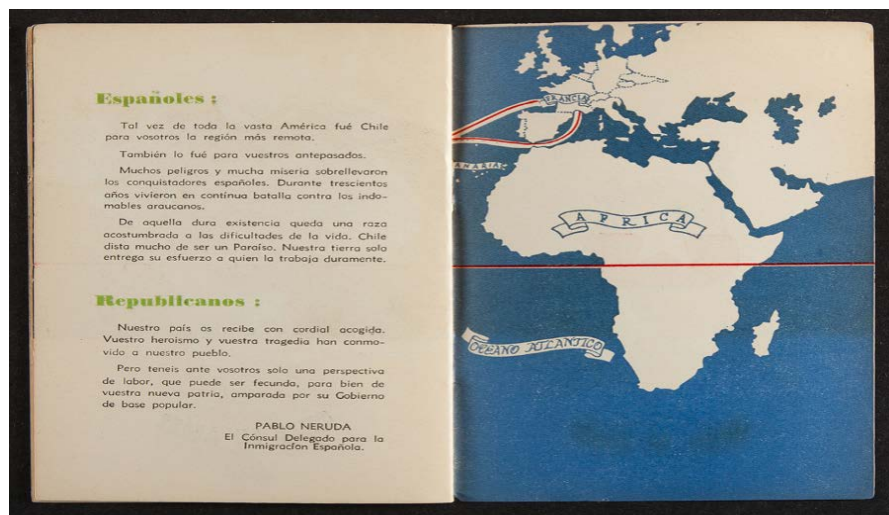 Españoles :
Tal vez de toda la vasta América fué Chile
para vosotros la región más remota.
También lo fué para vuestros antepasados.
Muchos peligros y mucha miseria sobrellevaron
los conquistadores españoles. Durante trescientos
años vivieron en contínua batalla contra los indo-
mables araucanos.
De aquella dura existencia queda una raza
acostumbrada a las dificultades de la vida. Chile
dista mucho de ser un Paraíso. Nuestra tierra solo
entrega su esfuerzo a quien la trabaja duramente.
Republicanos :
Nuestro país os recibe con cordial acogida.
Vuestro heroismo y vuestra tragedia han conmo-
vido a nuestro pueblo.
Pero teneis ante vosotros solo una perspectiva
de labor, que puede ser fecunda, para bien de
vuestra nueva patria, amparada por su Gobierno
de base popular.
PABLO NERUDA
El Cónsul Delegado para la
Inmigracíon Española.
FRANCIA
ANARIAS
AFRICA
OCEANO ATLANTICO